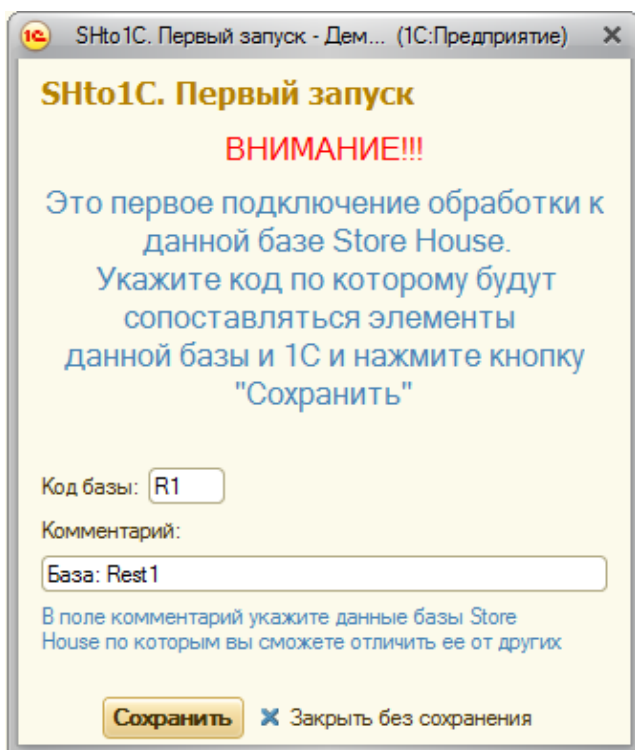 SHto1C. Первый запуск - Дем... (1С:Предприятие)
SHto1C. Первый запуск
ВНИМАНИЕ!!!
Это первое подключение обработки к
данной базе Store House.
Укажите код по которому будут
сопоставляться элементы
данной базы и 1С и нажмите кнопку
"Сохранить"
Код базы: R1
Комментарий:
База: Rest1
В поле комментарий укажите данные базы Store
House по которым вы сможете отличить ее от других
Сохранить Закрыть без сохранения